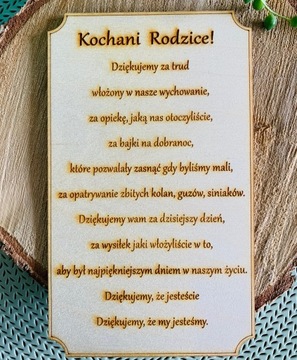 Kochani Rodzice!
Dziękujemy za trud
włożony w nasze wychowanie,
za opiekę, jaką nas otoczyliście,
za bajki na dobranoc,
które pozwalały zasnąć gdy byliśmy mali,
za opatrywanie zbitych kolan, guzów, siniaków.
Dziękujemy wam za dzisiejszy dzień,
za wysiłek jaki włożyliście w to,
aby był najpiękniejszym dniem w naszym życiu.
Dziękujemy, że jesteście
Dziękujemy, że my jesteśmy.